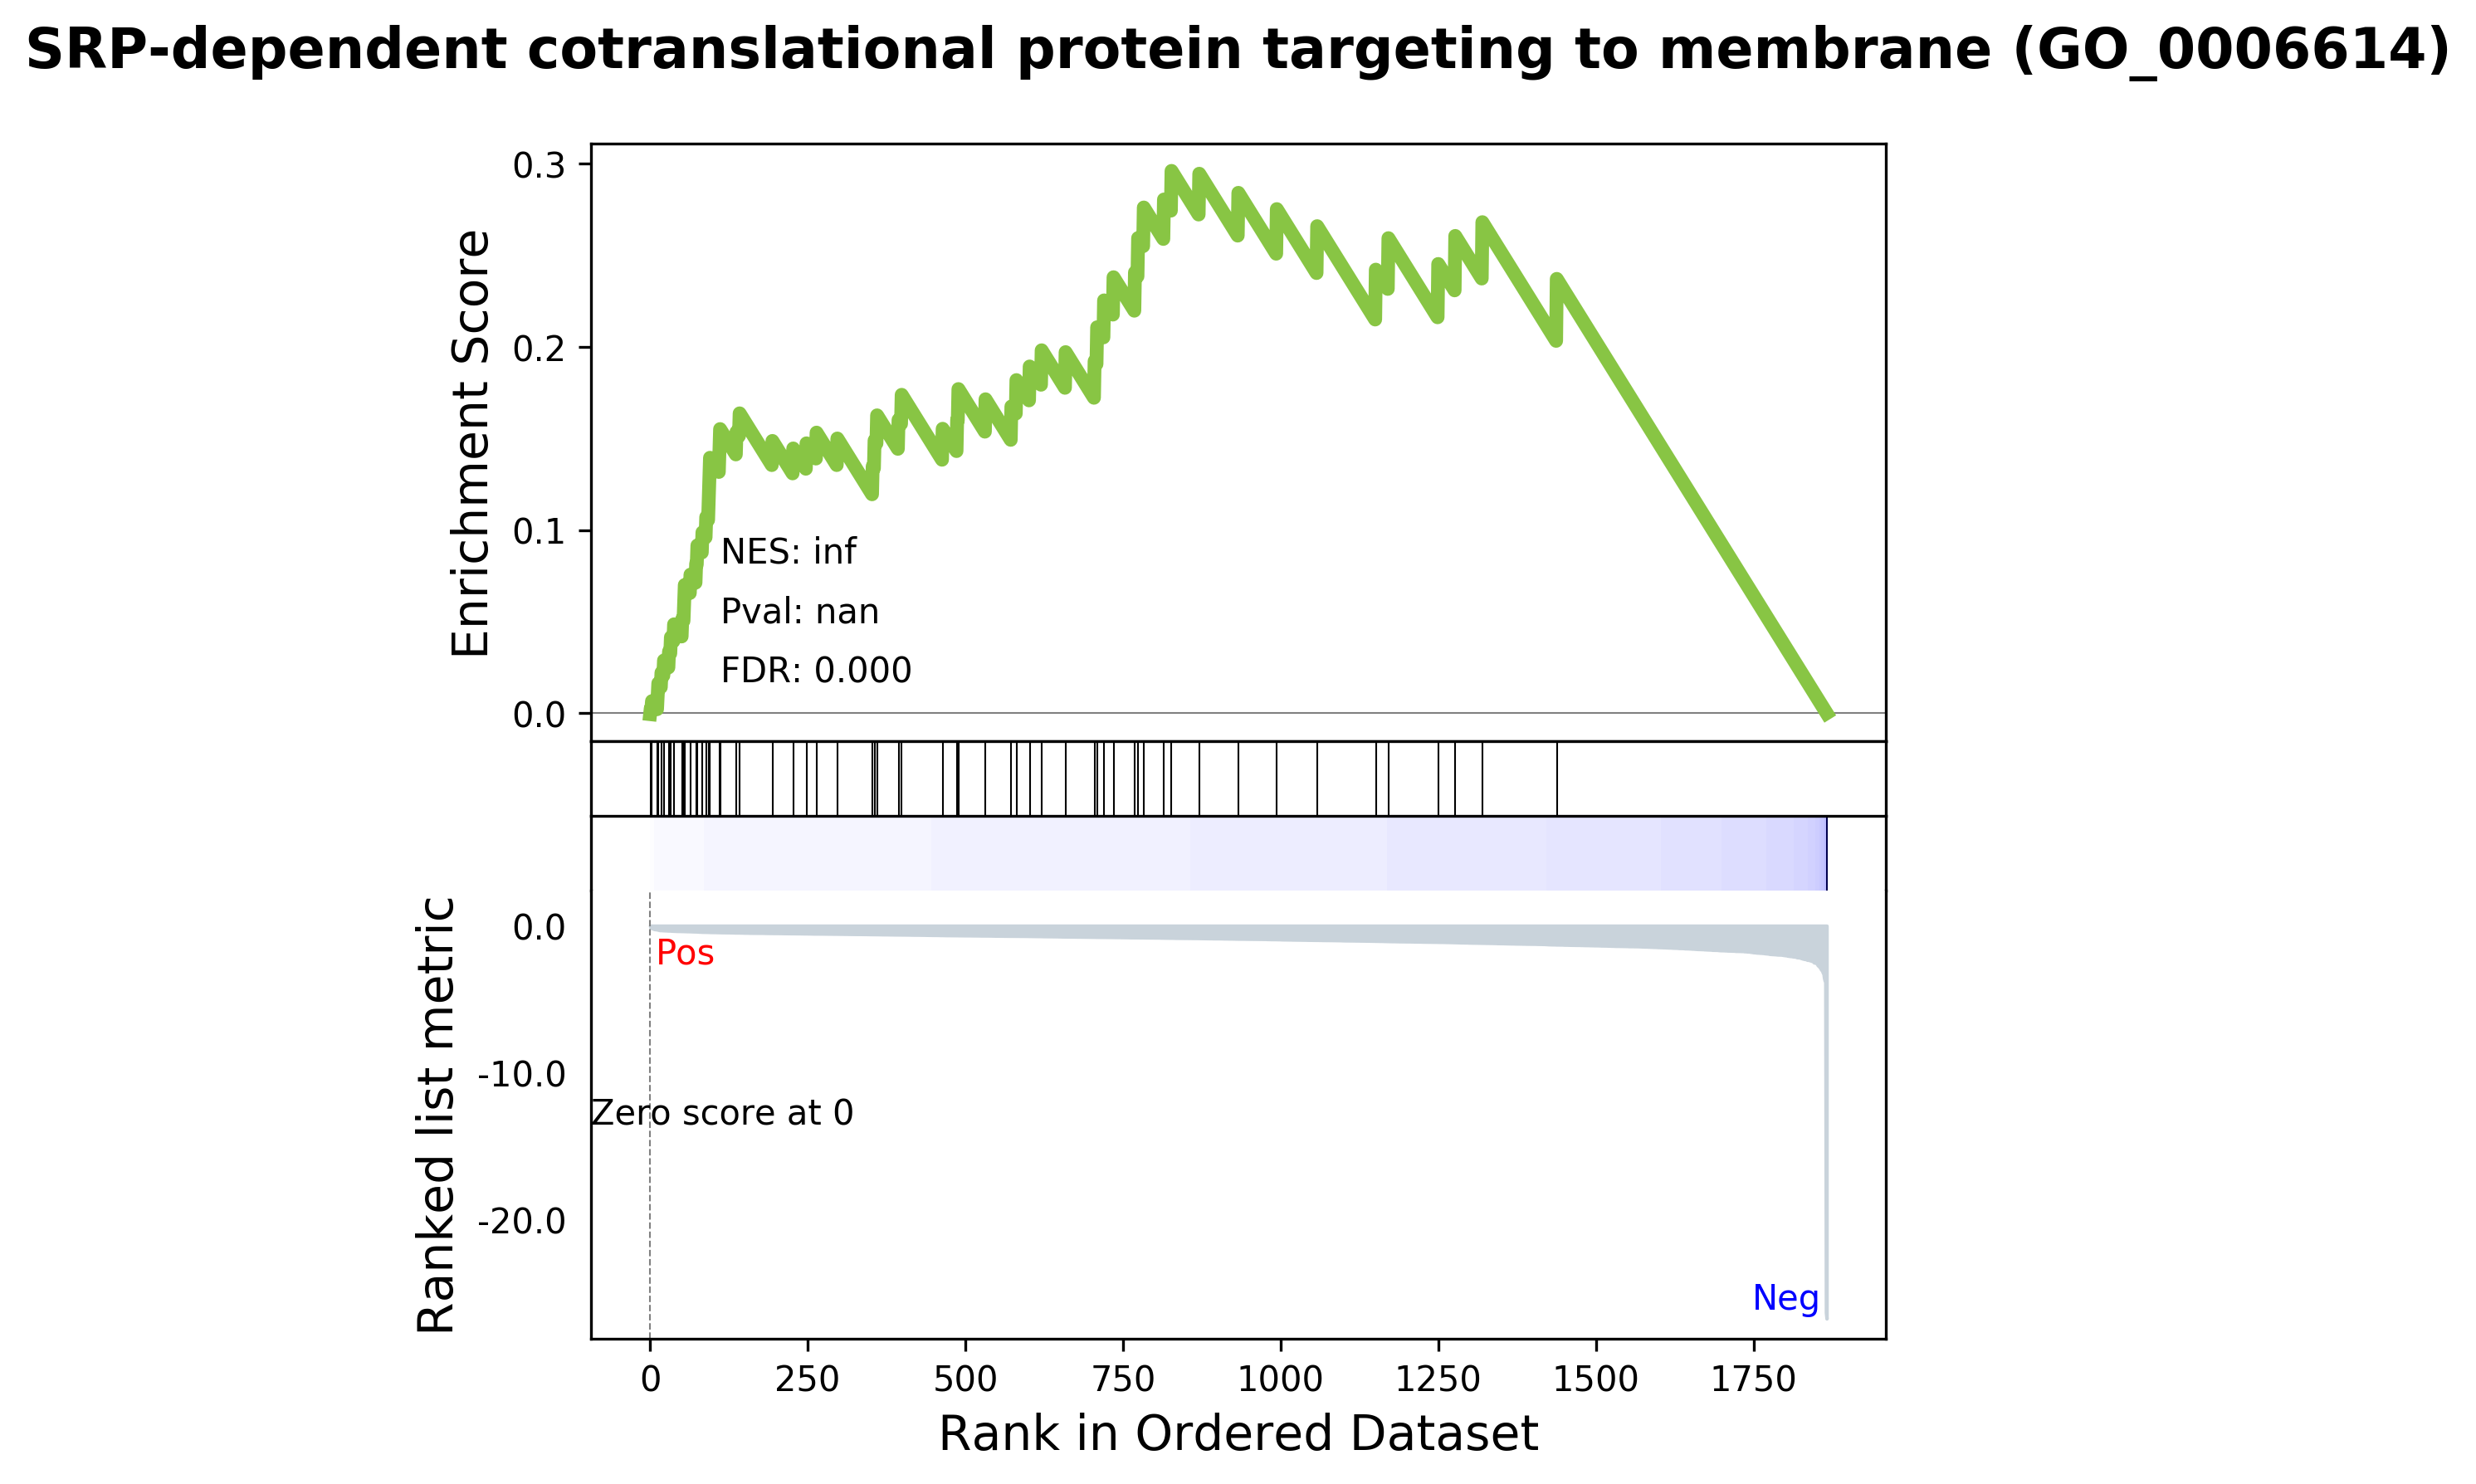 SRP-dependent cotranslational protein targeting to membrane (GO_0006614)
Enrichment Score
0.3
0.2
0.1
0.0
NES: inf
Pval: nan
FDR: 0.000
Ranked list metric
0.0
-10.0
-20.0
Pos
Zero score at 0
Neg
0 250 500 750 1000 1250 1500 1750
Rank in Ordered Dataset